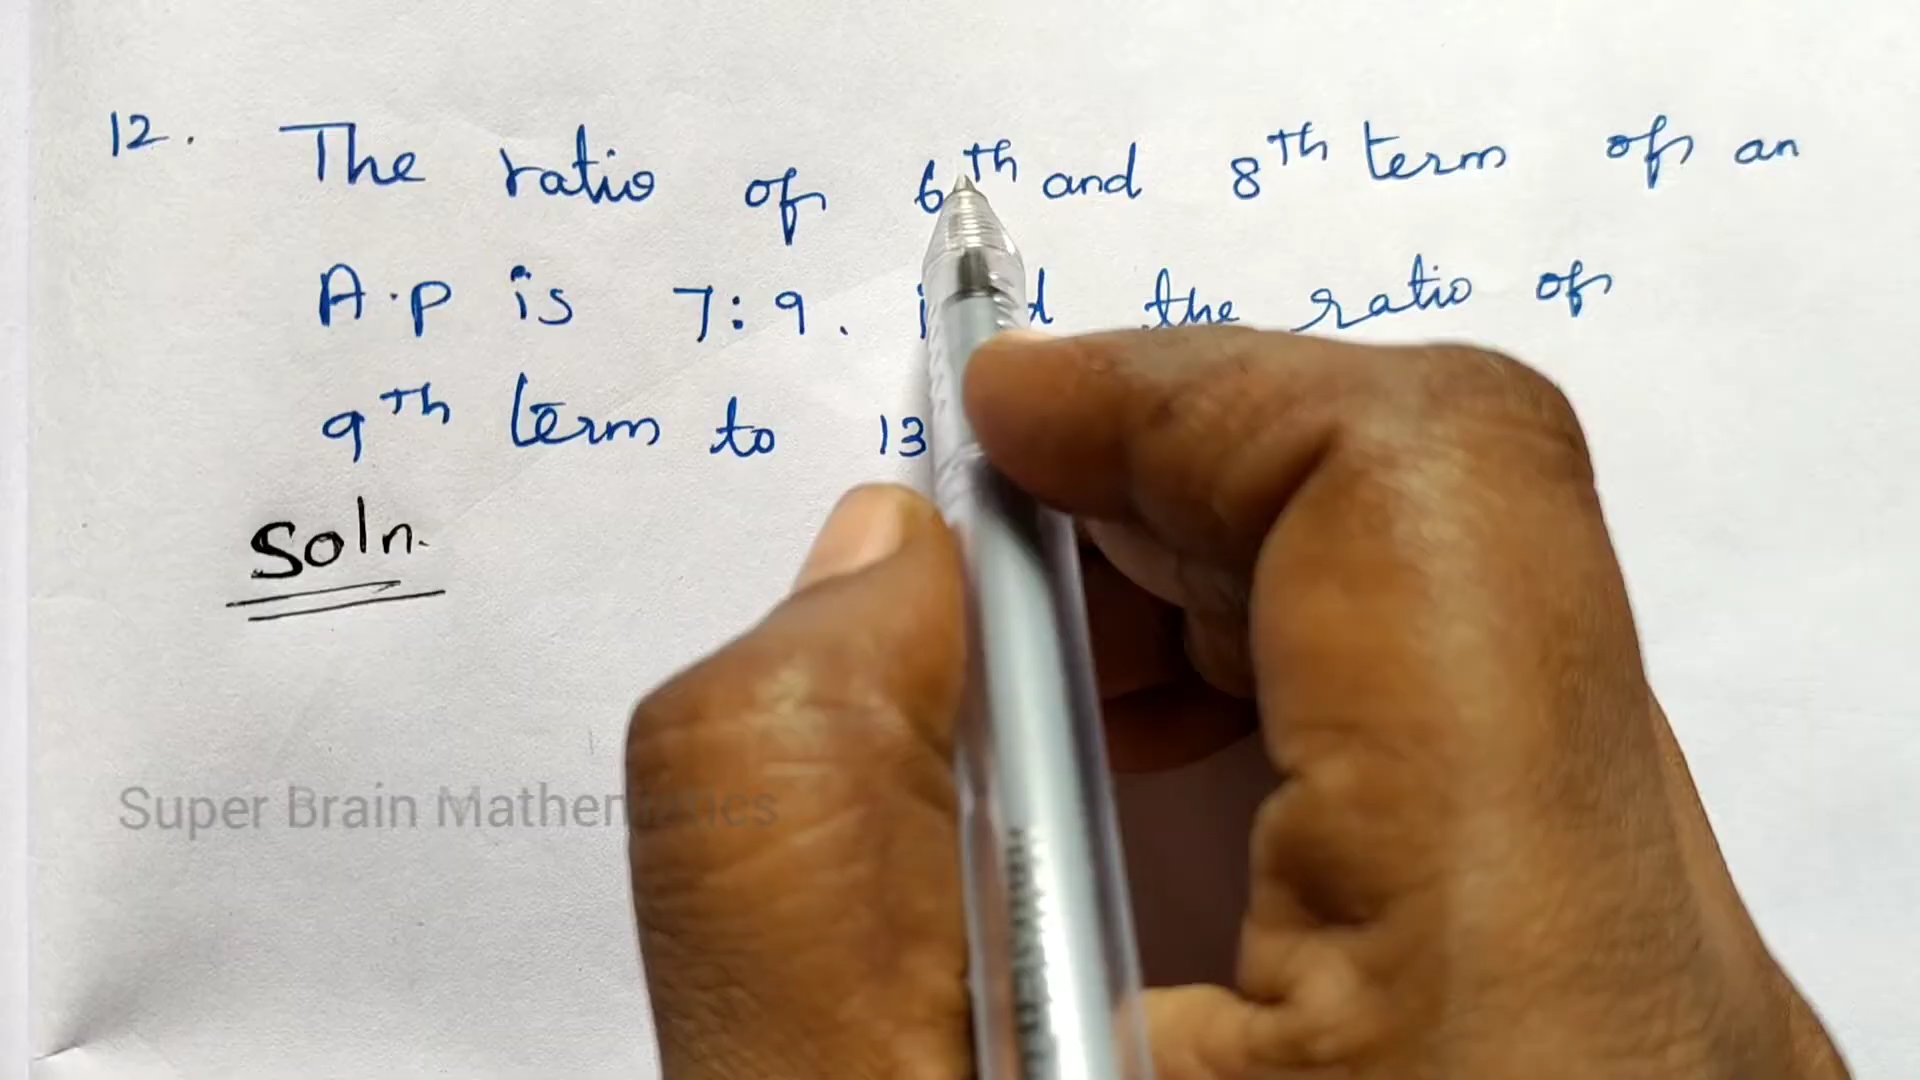 12. The ratio of 6th and 8th term of an
A.p is 7:9. the ratio of
9th term to 13
Soln.
Super Brain Mathematics